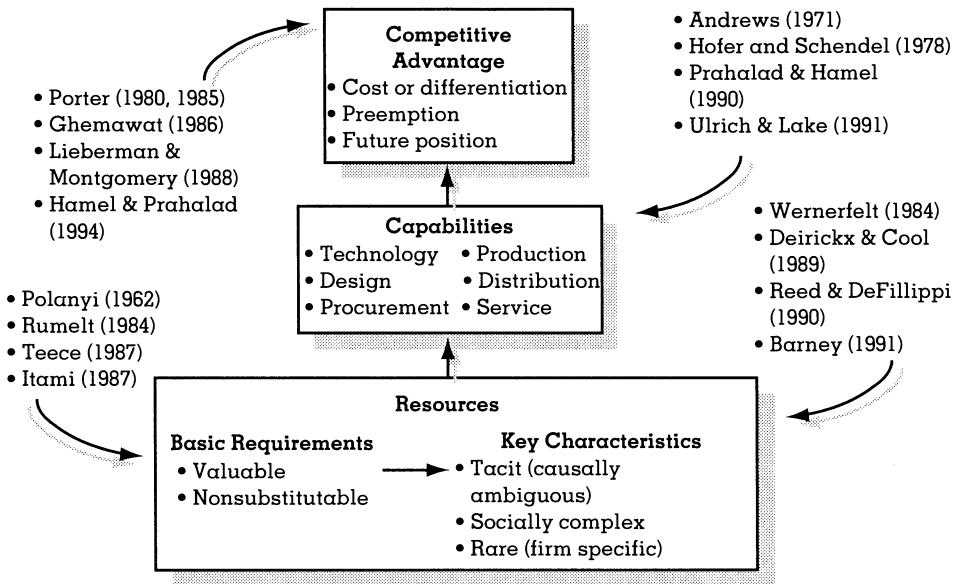 Competitive
Advantage
• Cost or differentiation
• Preemption
• Future position
• Porter (1980, 1985)
• Ghemawat (1986)
• Lieberman &
Montgomery (1988)
• Hamel & Prahalad
(1994)
• Andrews (1971)
• Hofer and Schendel (1978)
• Prahalad & Hamel
(1990)
• Ulrich & Lake (1991)
Capabilities
• Technology • Production
• Design • Distribution
• Procurement • Service
• Polanyi (1962)
• Rumelt (1984)
• Teece (1987)
• Itami (1987)
• Wernerfelt (1984)
• Deirickx & Cool
(1989)
• Reed & DeFillippi
(1990)
• Barney (1991)
Resources
Basic Requirements
• Valuable
• Nonsubstitutable
Key Characteristics
• Tacit (causally
ambiguous)
• Socially complex
• Rare (firm specific)